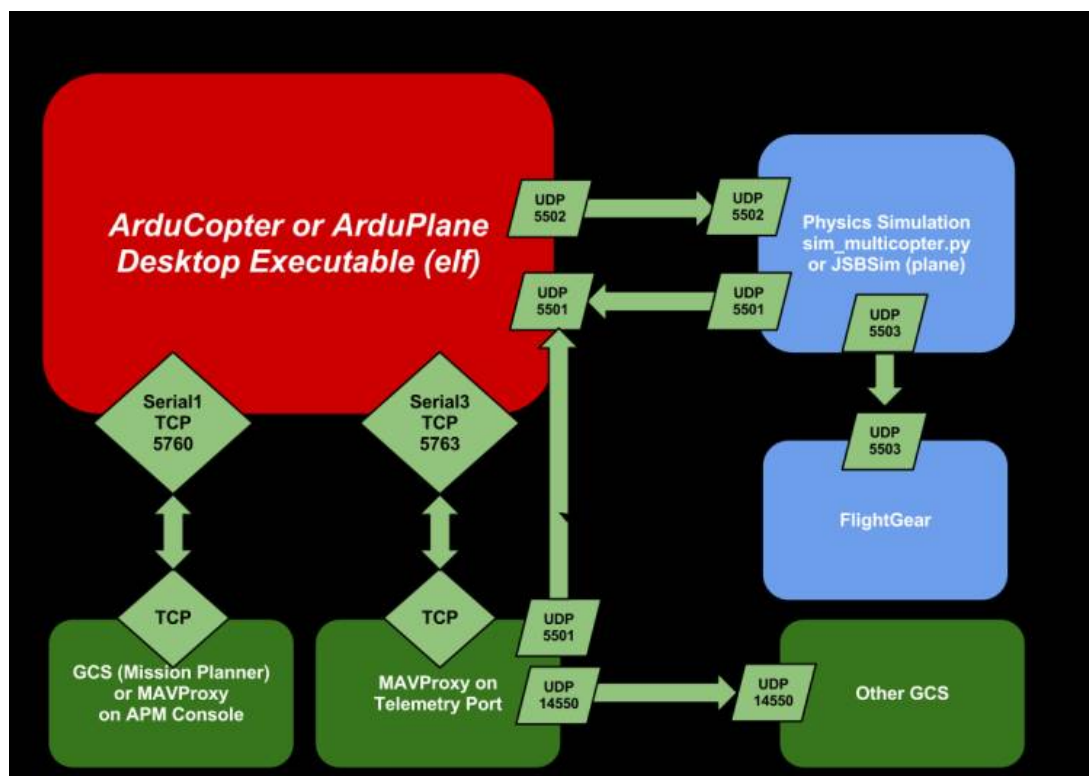 ArduCopter or ArduPlane
Desktop Executable (elf)
UDP
5502
UDP
5502
Physics Simulation
sim_multicopter.py
or JSBSim (plane)
UDP
5501
UDP
5501
UDP
5503
Serial1
TCP
5760
Serial3
TCP
5763
UDP
5503
FlightGear
TCP
TCP
UDP
5501
GCS (Mission Planner)
or MAVProxy
on APM Console
MAVProxy on
Telemetry Port
UDP
14550
UDP
14550
Other GCS